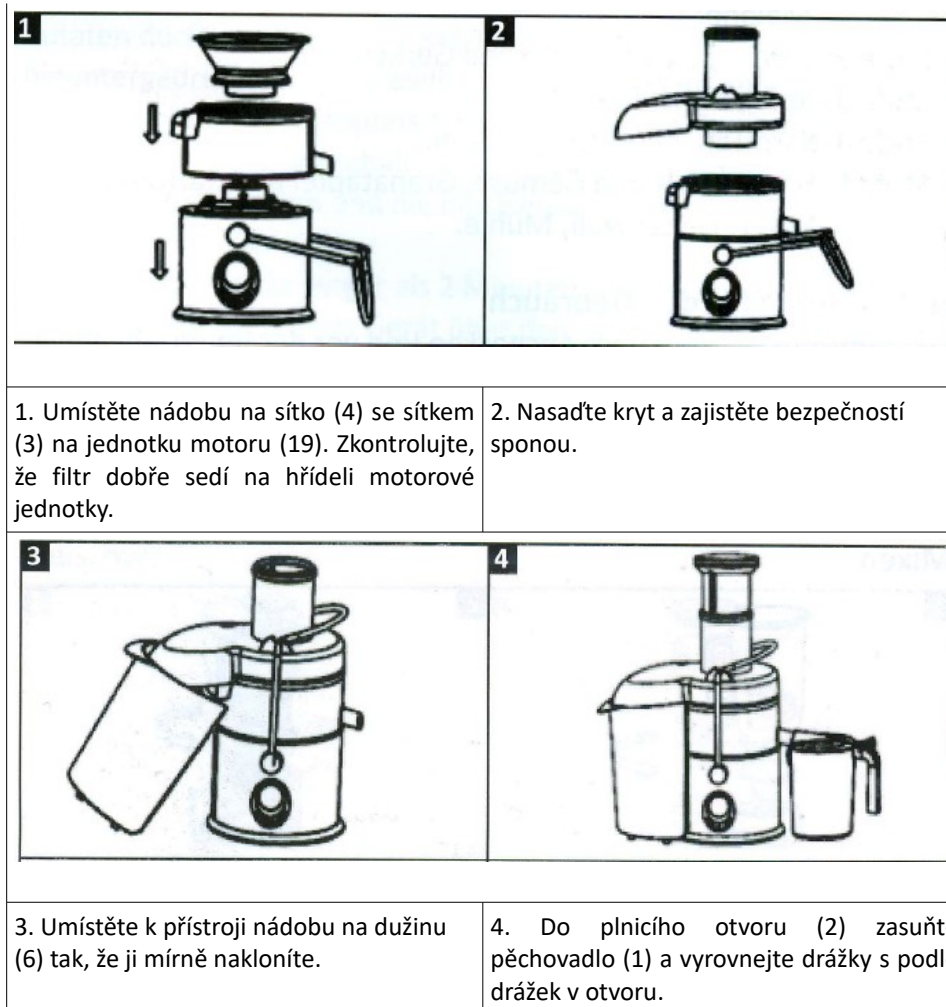 1
2
1. Umístěte nádobu na sítko (4) se sítkem
(3) na jednotku motoru (19). Zkontrolujte,
že filtr dobře sedí na hřídeli motorové
jednotky.
2. Nasaďte kryt a zajistěte bezpečností
sponou.
3
4
3. Umístěte k přístroji nádobu na dužinu
(6) tak, že ji mírně nakloníte.
4. Do plnicího otvoru (2) zasuňt
pěchovadlo (1) a vyrovnejte drážky s podl
drážek v otvoru.